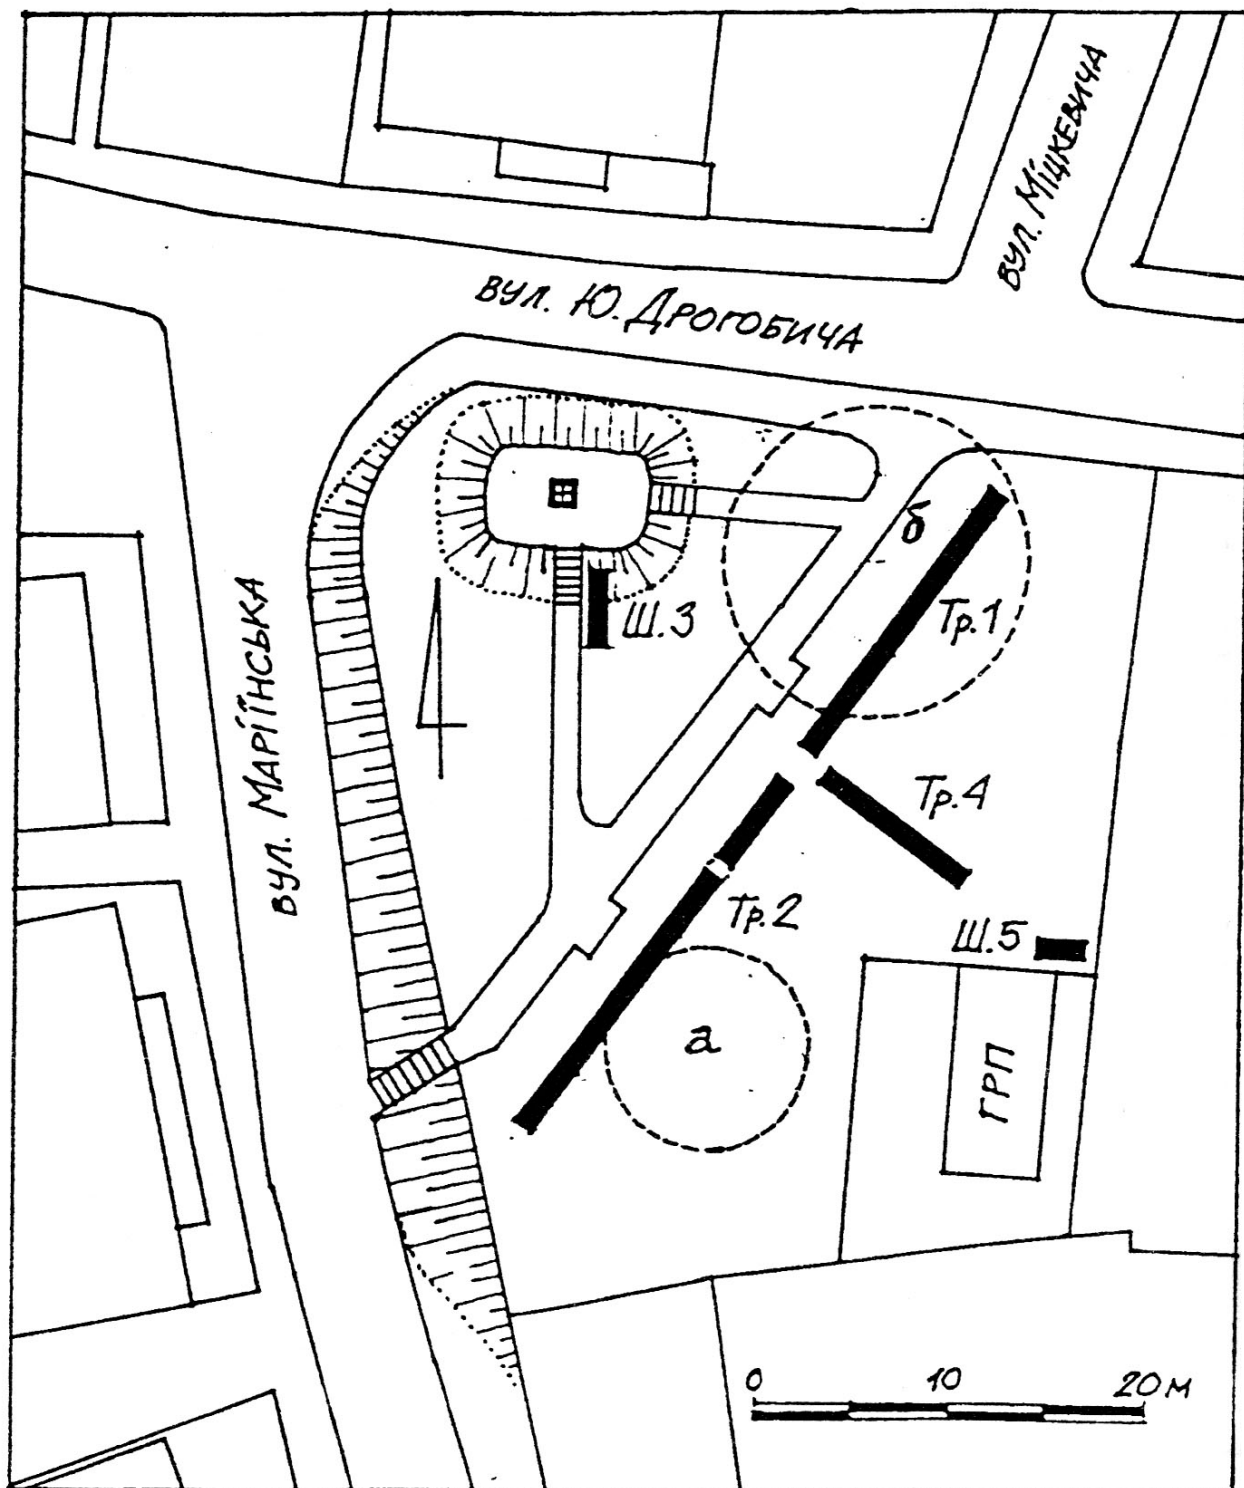 вул. Міцкевича
вул. Ю. Дрогобича
б
Тр.1
Ш.3
вул. Маріїнська
Тр.4
Тр.2
Ш.5
а
ГРП
0 10 20 м